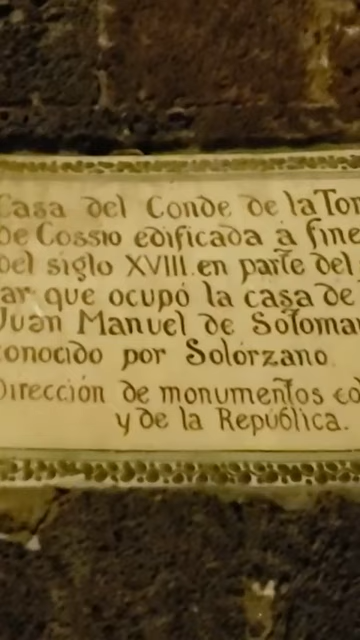 Casa del Conde de la Tor
de Cossio edificada à fine
del siglo XVIII. en parte del
ar que ocupó la casa de
Juan Manuel de Sotomay
conocido por Solórzano.
Dirección de monumentos co
y de la República.